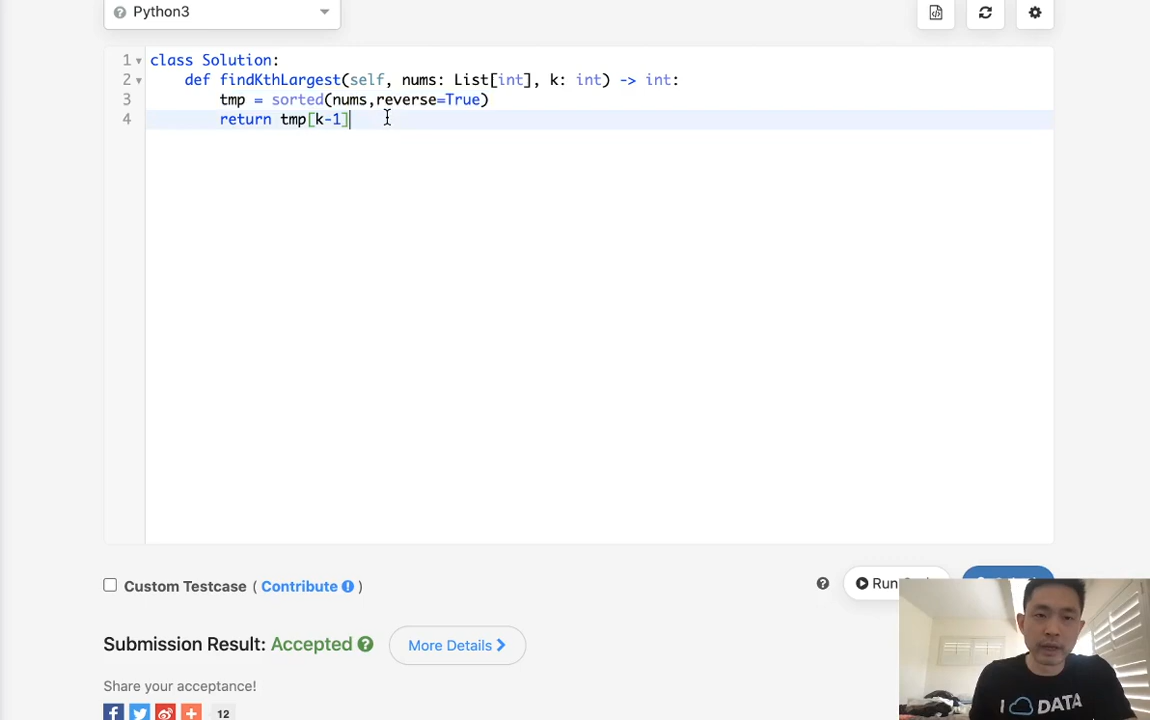 Python3
1 class Solution:
2 def findKthLargest(self, nums: List[int], k: int) -> int:
3 tmp = sorted(nums,reverse=True)
4 return tmp[k-1]
Custom Testcase ( Contribute )
Run
Submission Result: Accepted
More Details
Share your acceptance!
12
I DATA